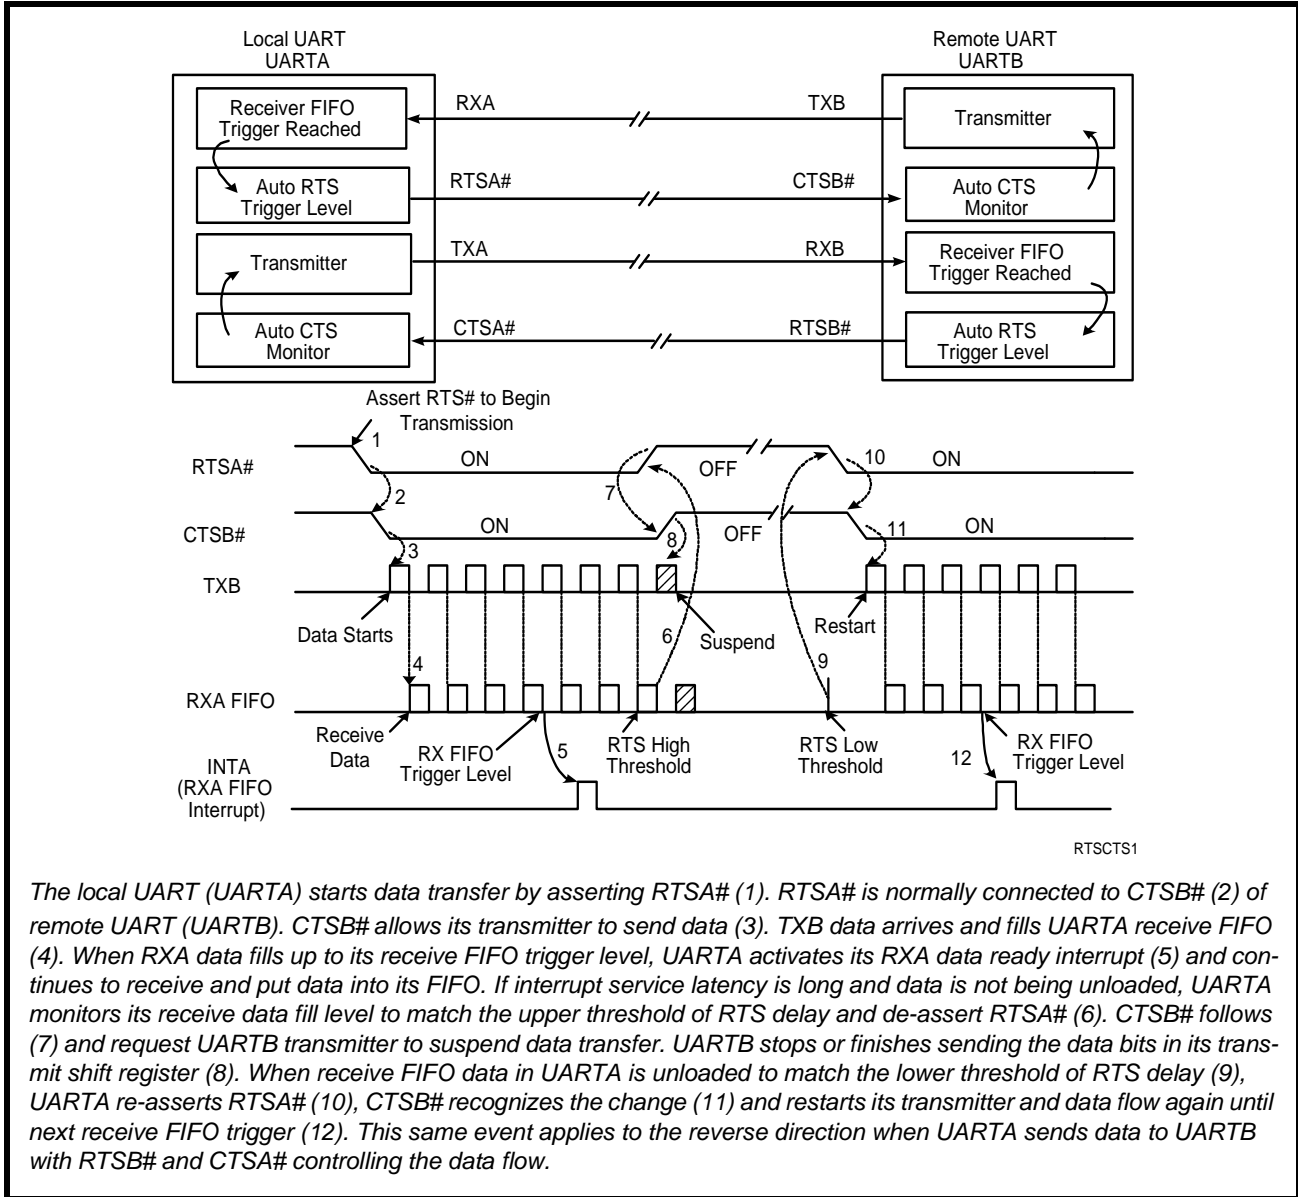 Local UART
UARTA
Remote UART
UARTB
Receiver FIFO
Trigger Reached
RXA
TXB
Transmitter
Auto RTS
Trigger Level
RTSA#
CTSB#
Auto CTS
Monitor
Transmitter
TXA
RXB
Receiver FIFO
Trigger Reached
Auto CTS
Monitor
CTSA#
RTSB#
Auto RTS
Trigger Level
Assert RTS# to Begin
Transmission
RTSA#
1
ON
OFF
10
ON
2
7
CTSB#
ON
OFF
11
ON
3
8
TXB
Data Starts
Suspend
Restart
4
6
9
RXA FIFO
Receive
Data
RX FIFO
Trigger Level
5
RTS High
Threshold
RTS Low
Threshold
12
RX FIFO
Trigger Level
INTA
(RXA FIFO
Interrupt)
RTSCTS1
The local UART (UARTA) starts data transfer by asserting RTSA# (1). RTSA# is normally connected to CTSB# (2) of
remote UART (UARTB). CTSB# allows its transmitter to send data (3). TXB data arrives and fills UARTA receive FIFO
(4). When RXA data fills up to its receive FIFO trigger level, UARTA activates its RXA data ready interrupt (5) and con-
tinues to receive and put data into its FIFO. If interrupt service latency is long and data is not being unloaded, UARTA
monitors its receive data fill level to match the upper threshold of RTS delay and de-assert RTSA# (6). CTSB# follows
(7) and request UARTB transmitter to suspend data transfer. UARTB stops or finishes sending the data bits in its trans-
mit shift register (8). When receive FIFO data in UARTA is unloaded to match the lower threshold of RTS delay (9),
UARTA re-asserts RTSA# (10), CTSB# recognizes the change (11) and restarts its transmitter and data flow again until
next receive FIFO trigger (12). This same event applies to the reverse direction when UARTA sends data to UARTB
with RTSB# and CTSA# controlling the data flow.